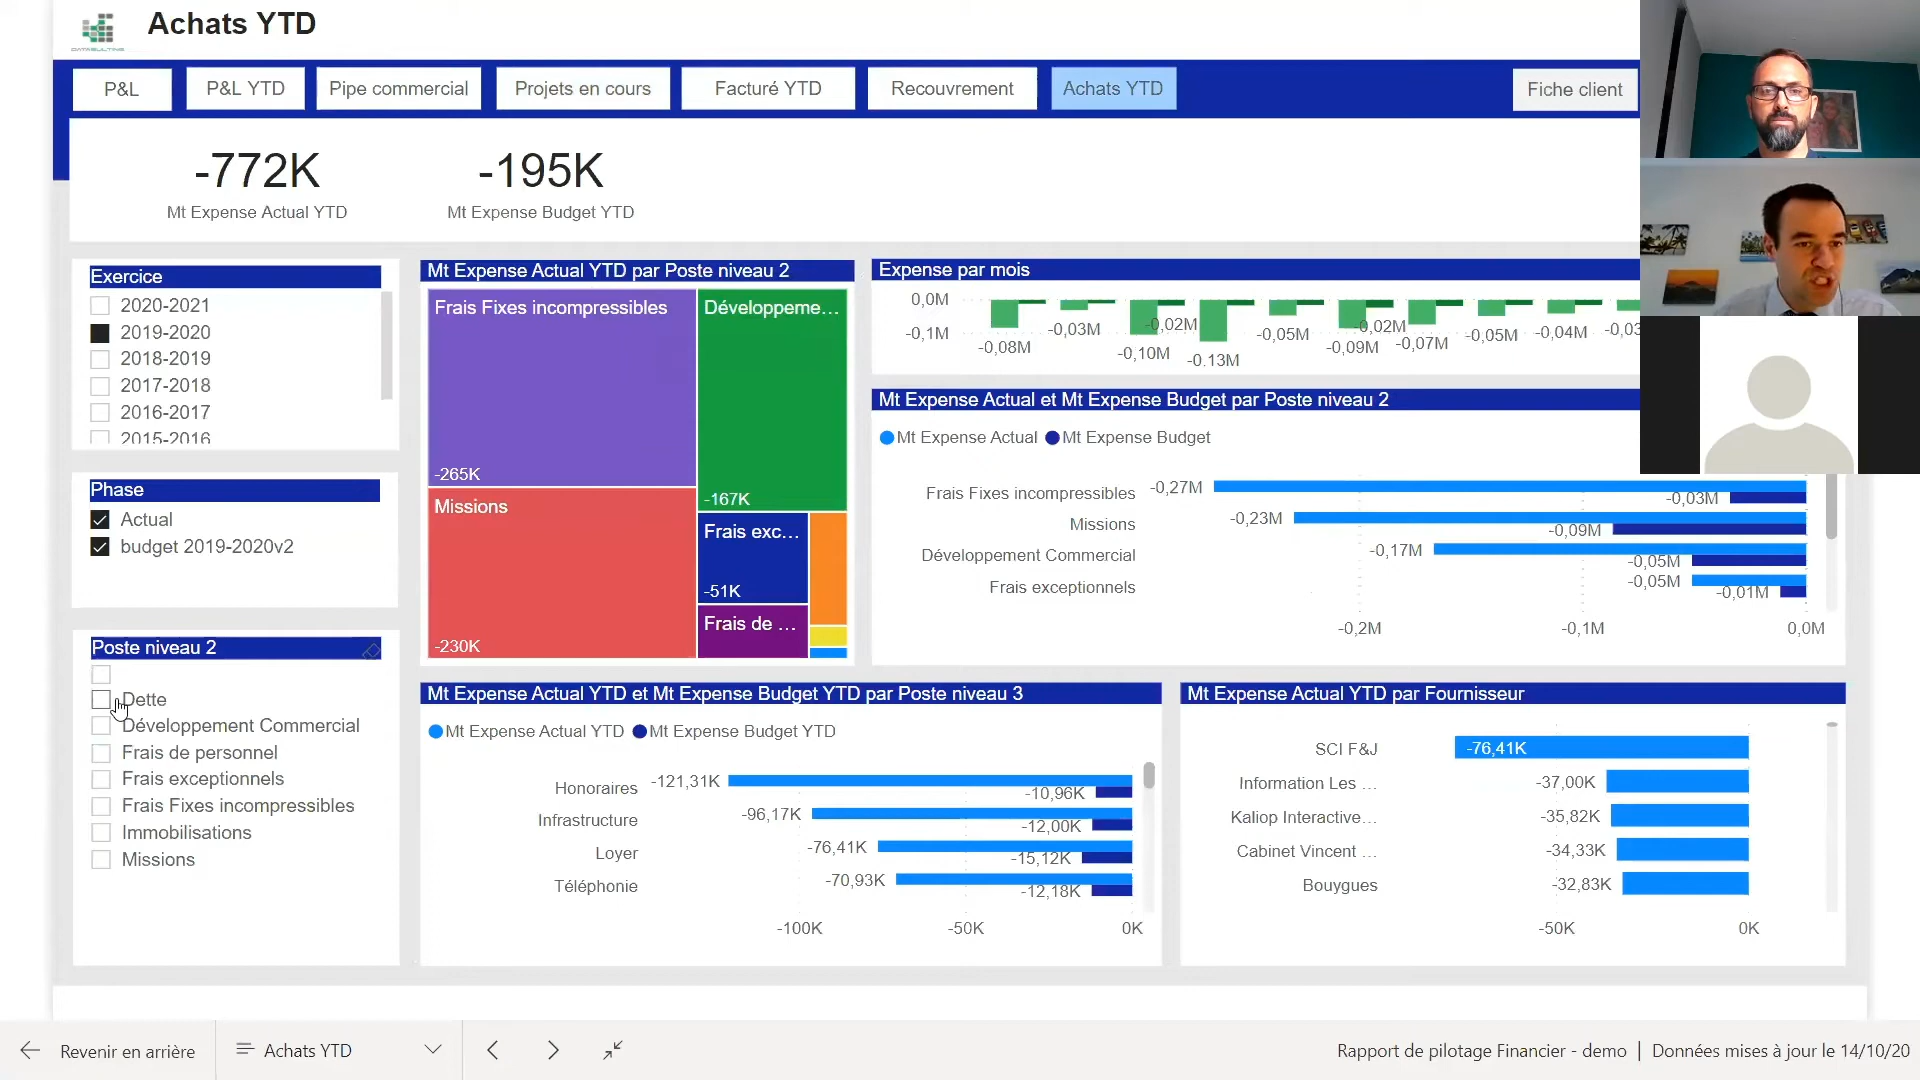 Achats YTD
DATABULTING
P&L
P&L YTD
Pipe commercial
Projets en cours
Facturé YTD
Recouvrement
Achats YTD
Fiche client
-772K
Mt Expense Actual YTD
-195K
Mt Expense Budget YTD
Exercice
2020-2021
2019-2020
2018-2019
2017-2018
2016-2017
2015-2016
Phase
Actual
budget 2019-2020v2
Poste niveau 2
Dette
Développement Commercial
Frais de personnel
Frais exceptionnels
Frais Fixes incompressibles
Immobilisations
Missions
Mt Expense Actual YTD par Poste niveau 2
Frais Fixes incompressibles
-265K
Développeme…
-167K
Missions
-230K
Frais exc…
-51K
Frais de …
Expense par mois
0,0M
-0,1M
-0,08M
-0,03M
-0,10M
-0,02M
-0,13M
-0,05M
-0,09M
-0,02M
-0,07M
-0,05M
-0,04M
-0,03
Mt Expense Actual et Mt Expense Budget par Poste niveau 2
Mt Expense Actual
Mt Expense Budget
Frais Fixes incompressibles -0,27M -0,03M
Missions -0,23M -0,09M
Développement Commercial -0,17M -0,05M
Frais exceptionnels -0,05M -0,01M
-0,2M -0,1M 0,0M
Mt Expense Actual YTD et Mt Expense Budget YTD par Poste niveau 3
Mt Expense Actual YTD
Mt Expense Budget YTD
Honoraires -121,31K -10,96K
Infrastructure -96,17K -12,00K
Loyer -76,41K -15,12K
Téléphonie -70,93K -12,18K
-100K -50K 0K
Mt Expense Actual YTD par Fournisseur
SCI F&J -76,41K
Information Les … -37,00K
Kaliop Interactive… -35,82K
Cabinet Vincent … -34,33K
Bouygues -32,83K
-50K 0K
Revenir en arrière
Achats YTD
Rapport de pilotage Financier - demo | Données mises à jour le 14/10/20